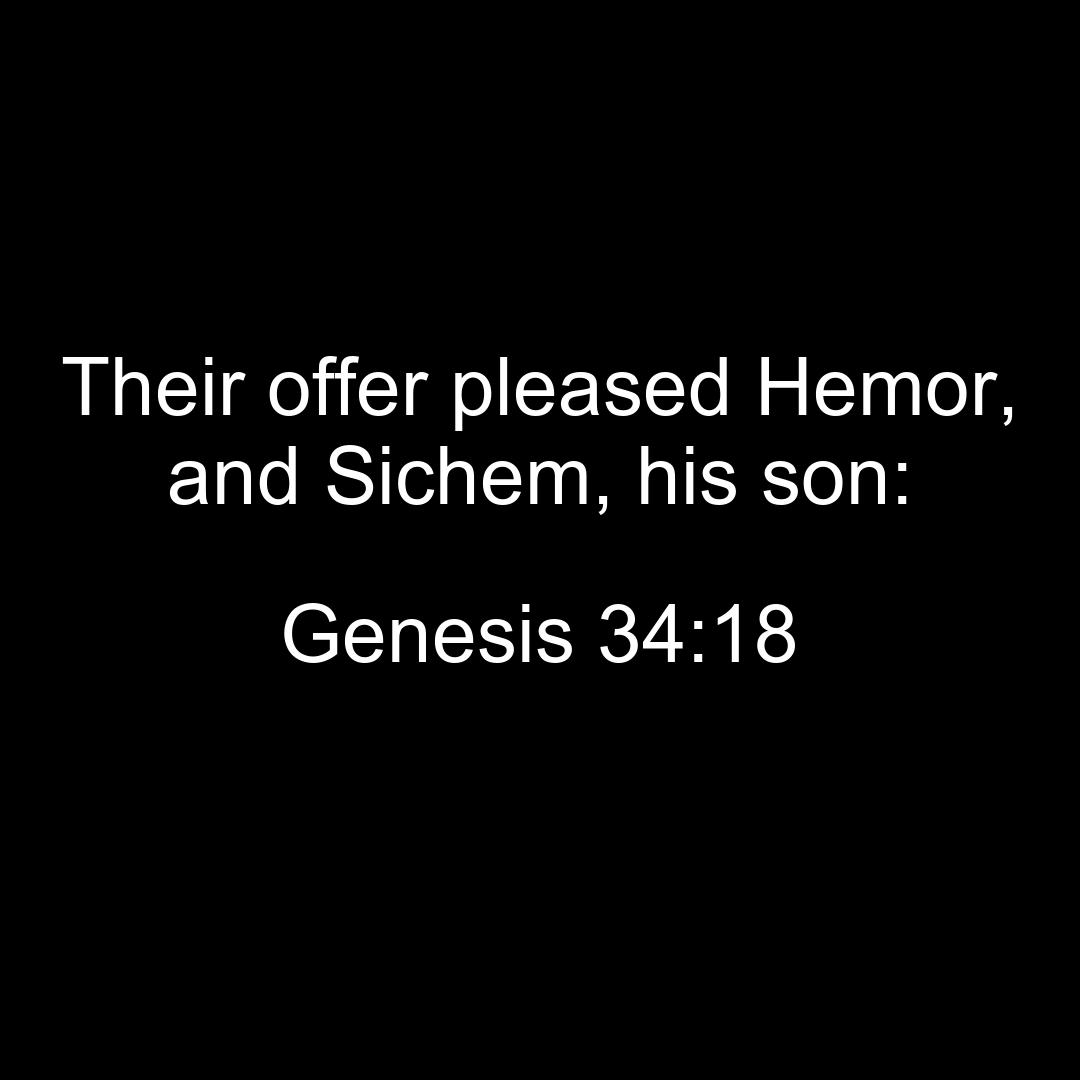 Their offer pleased Hemor,
and Sichem, his son:
Genesis 34:18